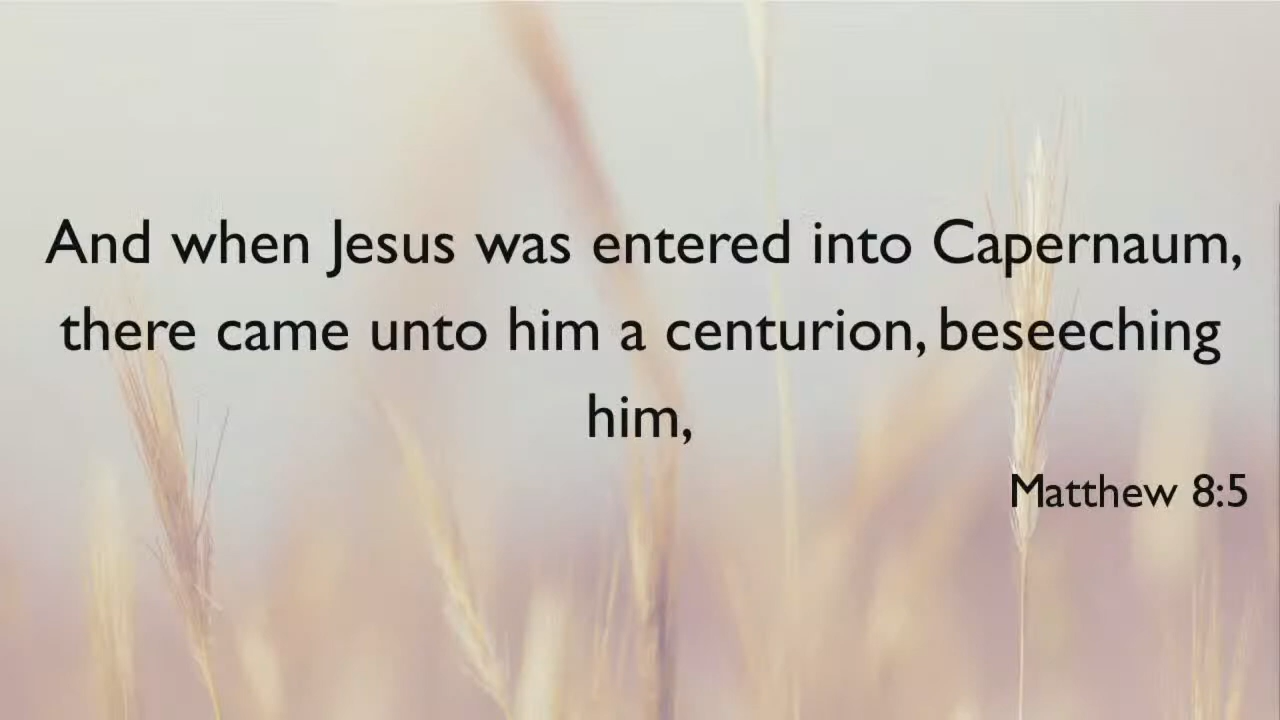 And when Jesus was entered into Capernaum,
there came unto him a centurion, beseeching
him,
Matthew 8:5